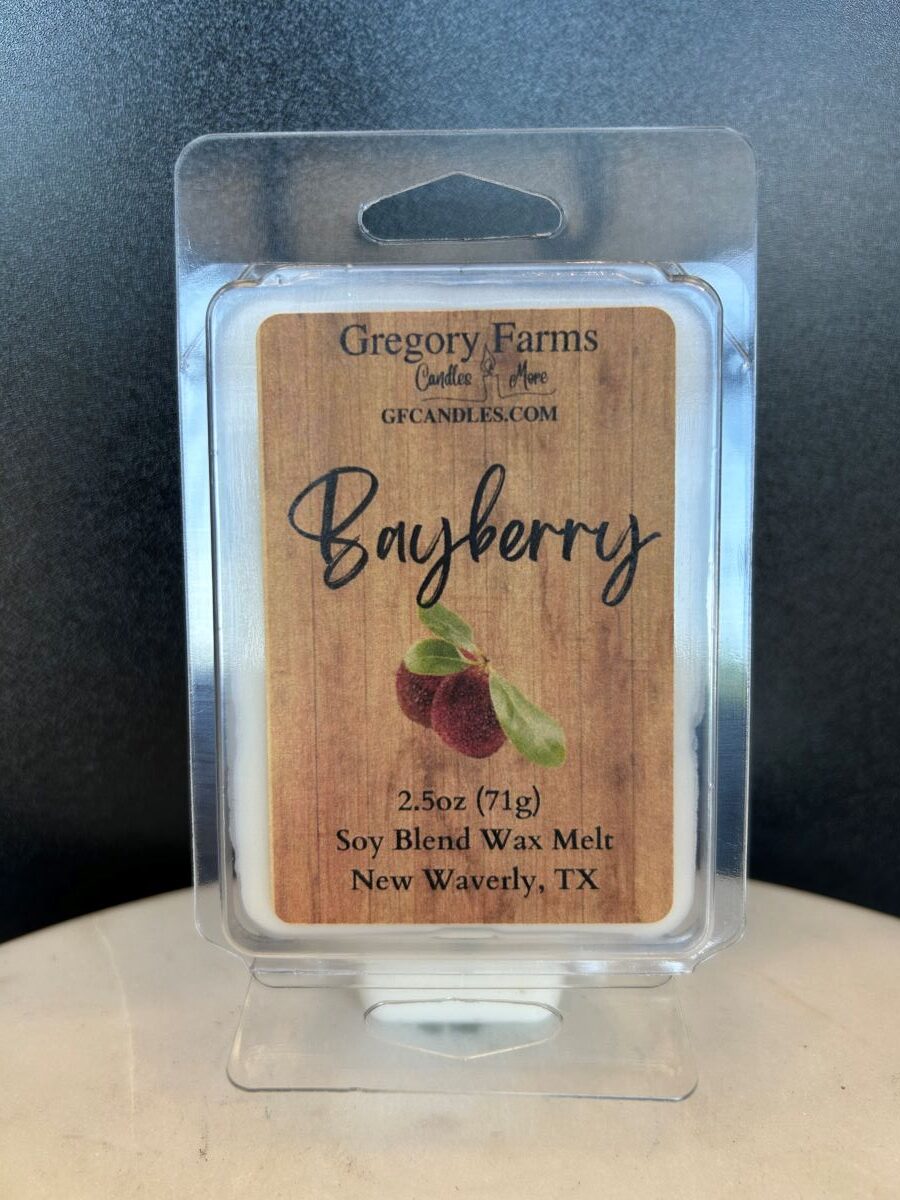 Gregory Farms
Candles More
GFCANDLES.COM
Bayberry
2.5oz (71g)
Soy Blend Wax Melt
New Waverly, TX